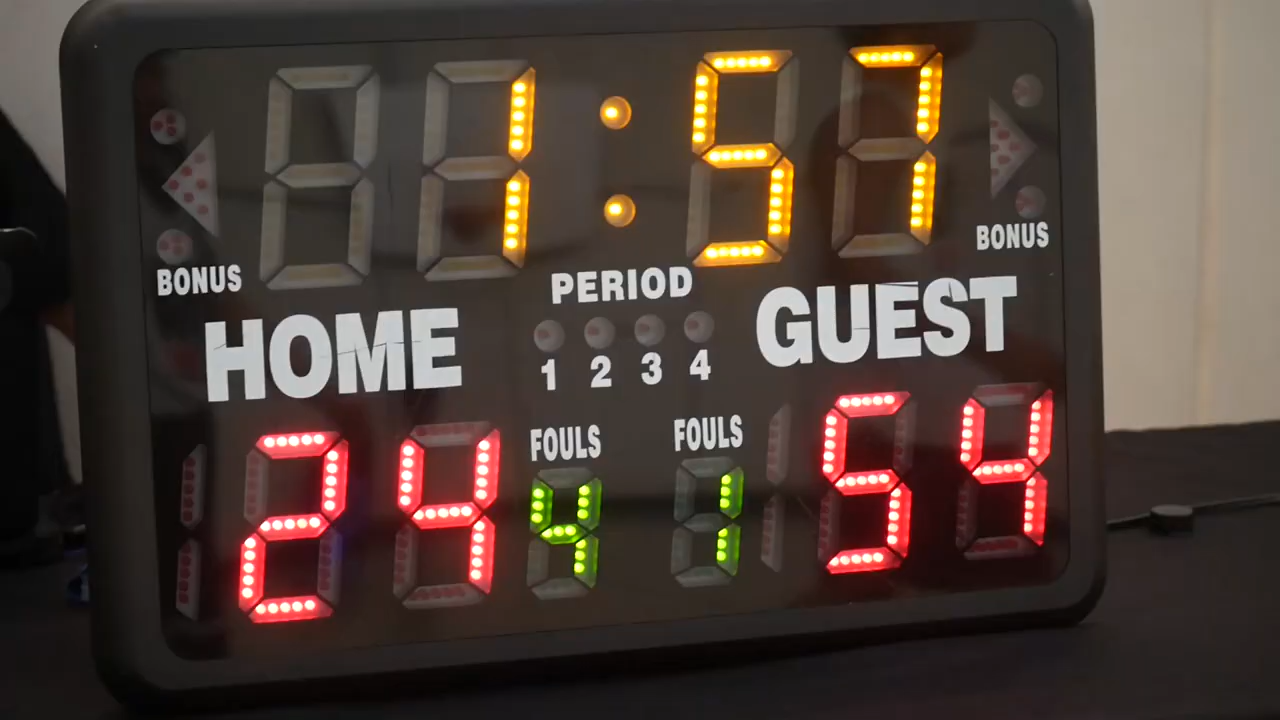 1:57
BONUS PERIOD BONUS
HOME 1 2 3 4 GUEST
FOULS FOULS
24 4 1 54